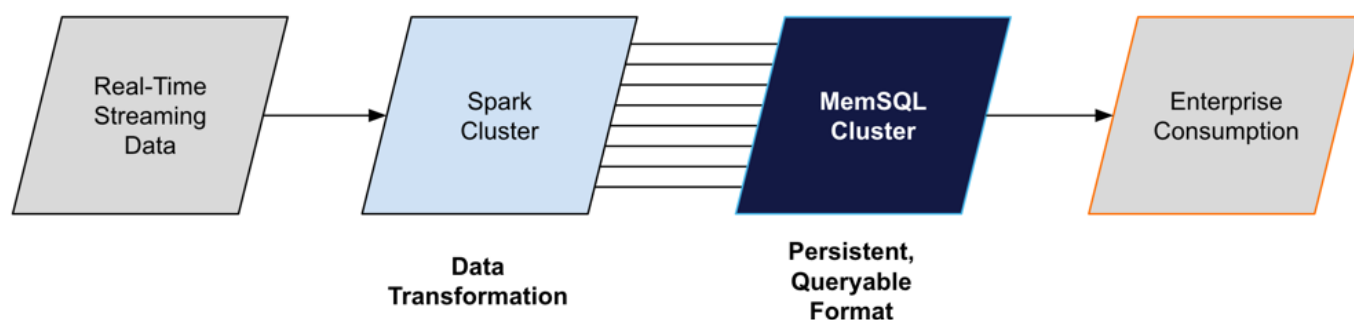 Real-Time
Streaming
Data
Spark
Cluster
MemSQL
Cluster
Enterprise
Consumption
Data
Transformation
Persistent,
Queryable
Format